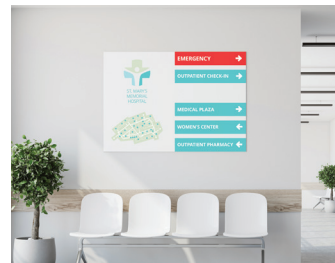 ST. MARY'S
MEMORIAL
HOSPITAL
EMERGENCY →
OUTPATIENT CHECK-IN →
MEDICAL PLAZA →
WOMEN'S CENTER ←
OUTPATIENT PHARMACY ←